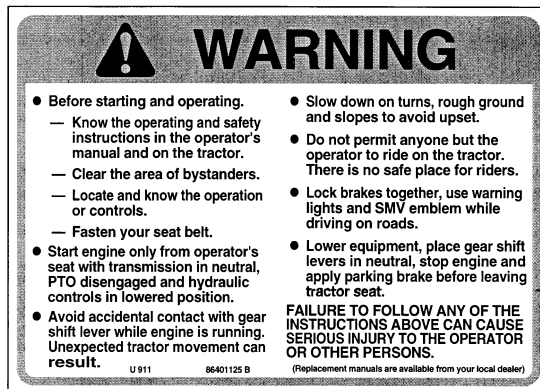 WARNING
● Before starting and operating.
— Know the operating and safety
instructions in the operator's
manual and on the tractor.
— Clear the area of bystanders.
— Locate and know the operation
or controls.
— Fasten your seat belt.
● Start engine only from operator's
seat with transmission in neutral,
PTO disengaged and hydraulic
controls in lowered position.
● Avoid accidental contact with gear
shift lever while engine is running.
Unexpected tractor movement can
result.
U 911 86401125 B
● Slow down on turns, rough ground
and slopes to avoid upset.
● Do not permit anyone but the
operator to ride on the tractor.
There is no safe place for riders.
● Lock brakes together, use warning
lights and SMV emblem while
driving on roads.
● Lower equipment, place gear shift
levers in neutral, stop engine and
apply parking brake before leaving
tractor seat.
FAILURE TO FOLLOW ANY OF THE
INSTRUCTIONS ABOVE CAN CAUSE
SERIOUS INJURY TO THE OPERATOR
OR OTHER PERSONS.
(Replacement manuals are available from your local dealer)